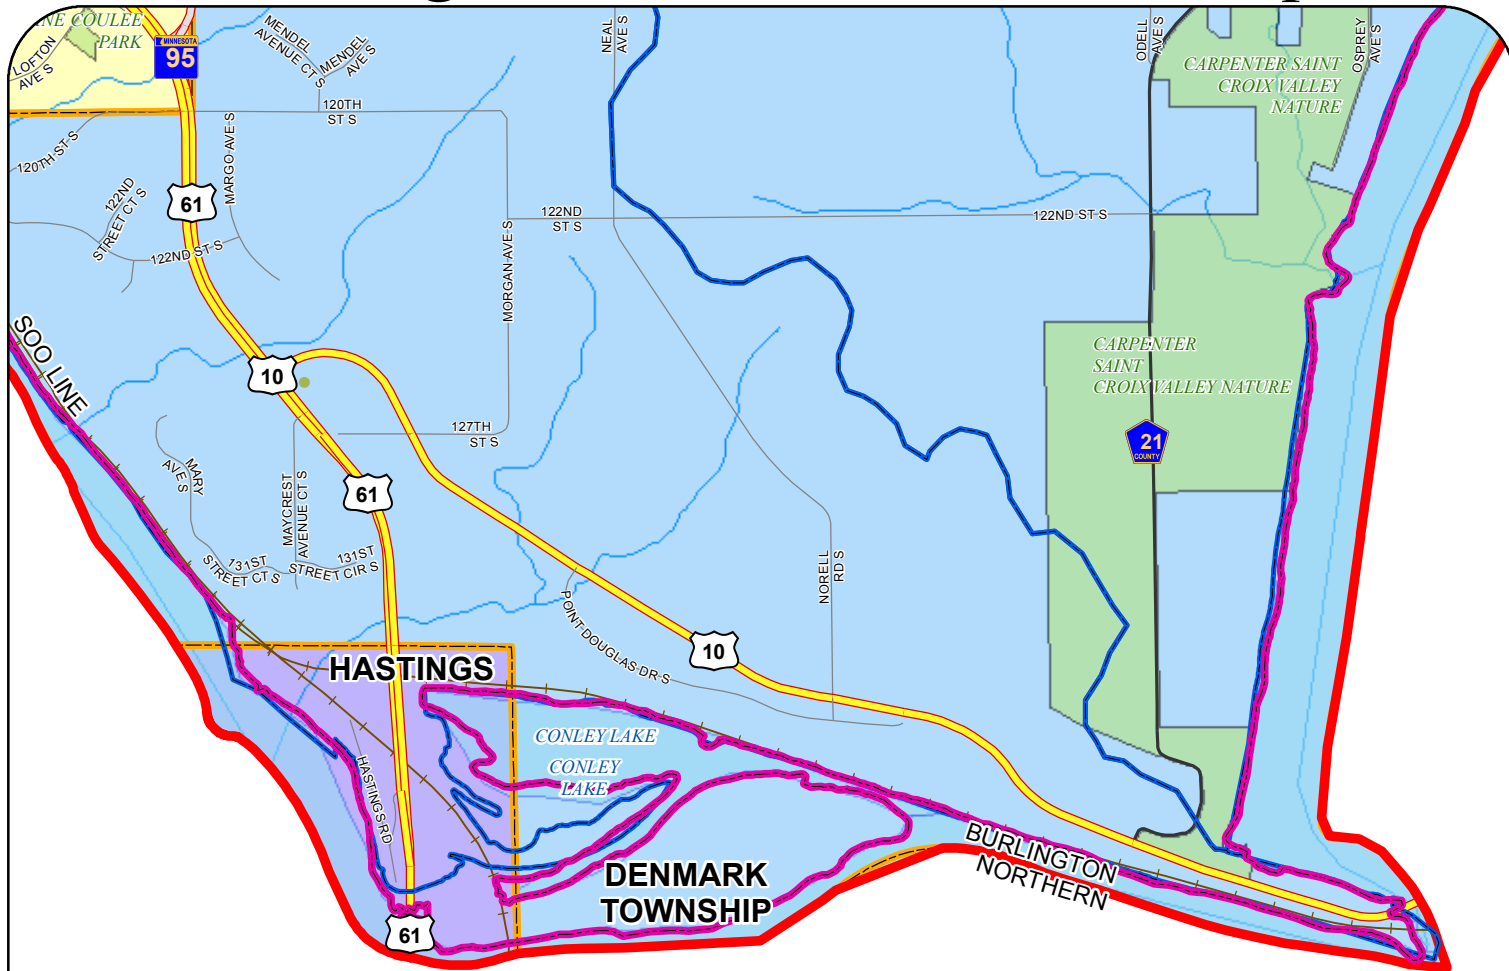 NE COULEE
PARK
LOFTON
AVE S
MINNESOTA
95
MENDEL
AVENUE CT S
MENDEL
AVE S
NEAL
AVE S
ODELL
AVE S
OSPREY
AVE S
CARPENTER SAINT
CROIX VALLEY
NATURE
120TH
ST S
120TH ST S
MARGO AVE S
122ND
STREET CT S
61
122ND ST S
122ND
ST S
122ND ST S
MORGAN AVE S
SOO LINE
10
CARPENTER
SAINT
CROIX VALLEY NATURE
127TH
ST S
21
COUNTY
MARY
AVE S
MAYCREST
AVENUE CT S
61
131ST
STREET CT S
131ST
STREET CIR S
NORELL
RD S
POINT DOUGLAS DR S
10
HASTINGS
CONLEY LAKE
CONLEY
LAKE
HASTINGS RD
BURLINGTON
NORTHERN
DENMARK
TOWNSHIP
61